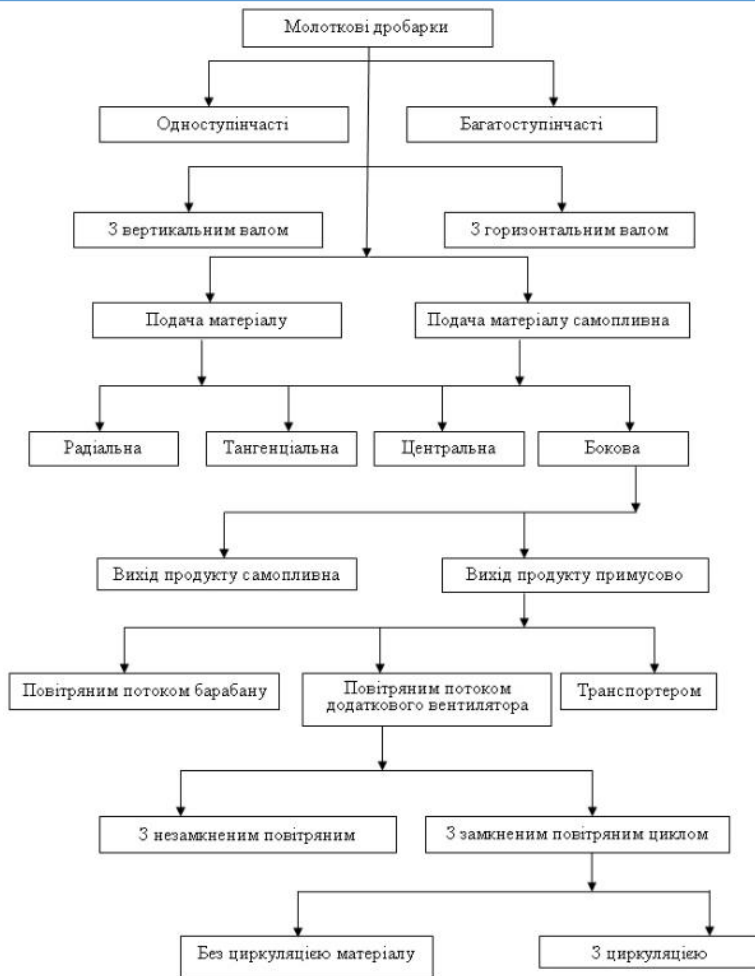 Молоткові дробарки
Одноступінчасті
Багатоступінчасті
З вертикальним валом
З горизонтальним валом
Подача матеріалу
Подача матеріалу самопливна
Радіальна
Тангенціальна
Центральна
Бокова
Вихід продукту самопливна
Вихід продукту примусово
Повітряним потоком барабану
Повітряним потоком
додаткового вентилятора
Транспортером
З незамкненим повітряним
З замкненим повітряним циклом
Без циркуляцією матеріалу
З циркуляцією